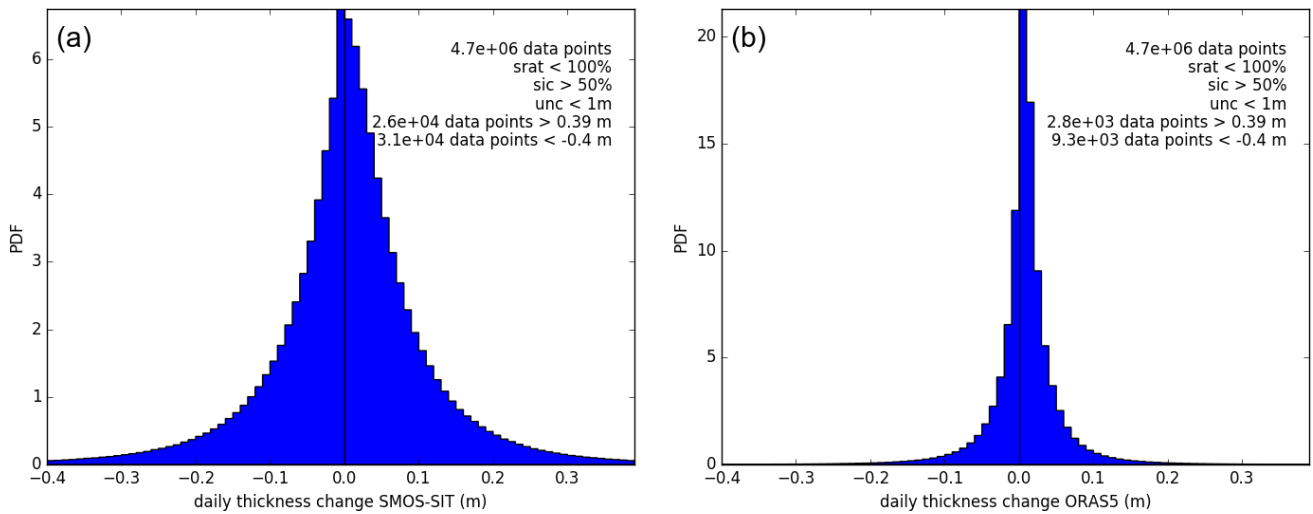 (a)
4.7e+06 data points
srat < 100%
sic > 50%
unc < 1m
2.6e+04 data points > 0.39 m
3.1e+04 data points < -0.4 m
PDF
6
5
4
3
2
1
0
−0.4 −0.3 −0.2 −0.1 0.0 0.1 0.2 0.3
daily thickness change SMOS-SIT (m)
(b)
4.7e+06 data points
srat < 100%
sic > 50%
unc < 1m
2.8e+03 data points > 0.39 m
9.3e+03 data points < -0.4 m
PDF
20
15
10
5
0
−0.4 −0.3 −0.2 −0.1 0.0 0.1 0.2 0.3
daily thickness change ORAS5 (m)